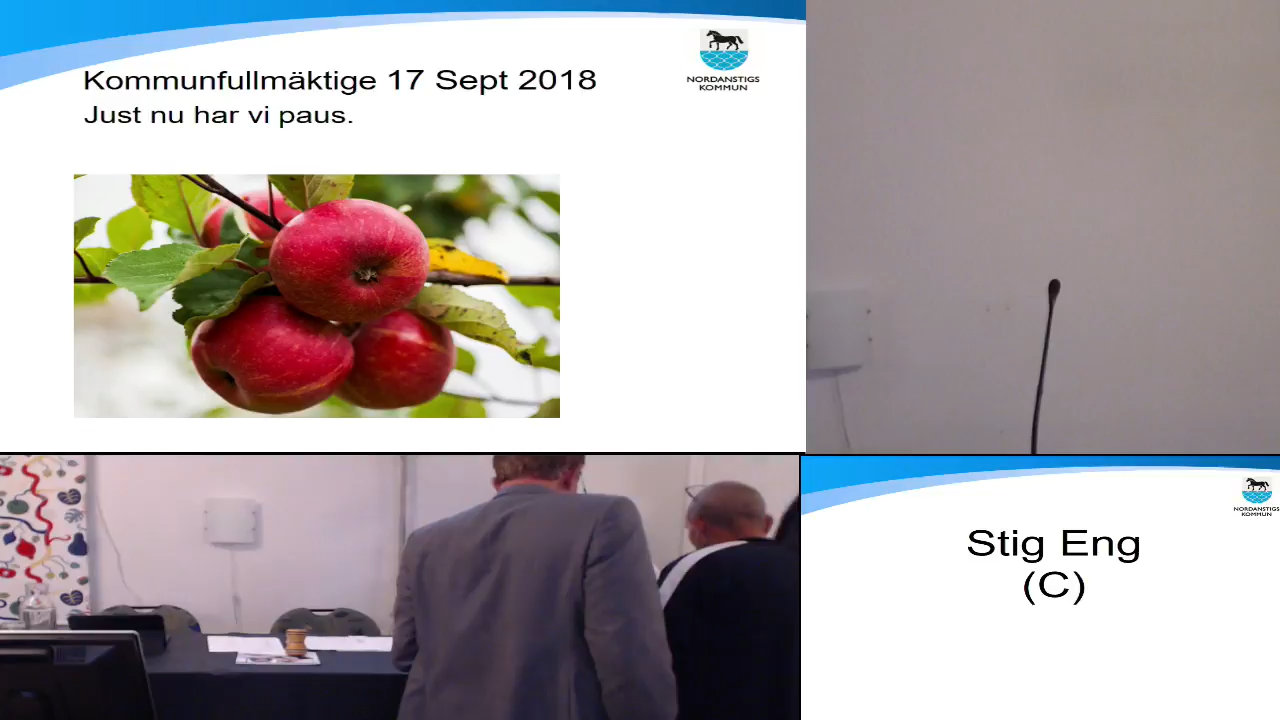 Kommunfullmäktige 17 Sept 2018
Just nu har vi paus.
NORDANSTIGS
KOMMUN
NORDANSTIGS
KOMMUN
Stig Eng
(C)